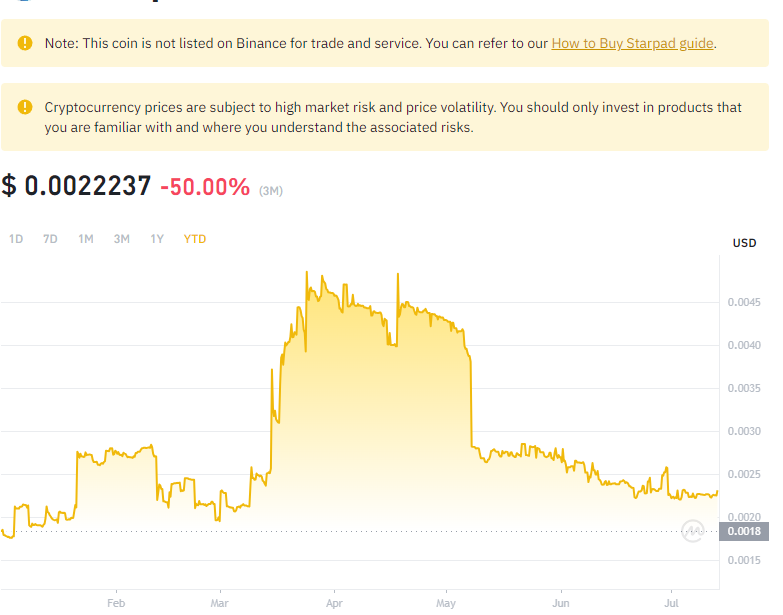 Note: This coin is not listed on Binance for trade and service. You can refer to our How to Buy Starpad guide.
Cryptocurrency prices are subject to high market risk and price volatility. You should only invest in products that
you are familiar with and where you understand the associated risks.
$ 0.0022237 -50.00% (3M)
1D 7D 1M 3M 1Y YTD
USD
0.0045
0.0040
0.0035
0.0030
0.0025
0.0020
0.0018
0.0015
Feb Mar Apr May Jun Jul